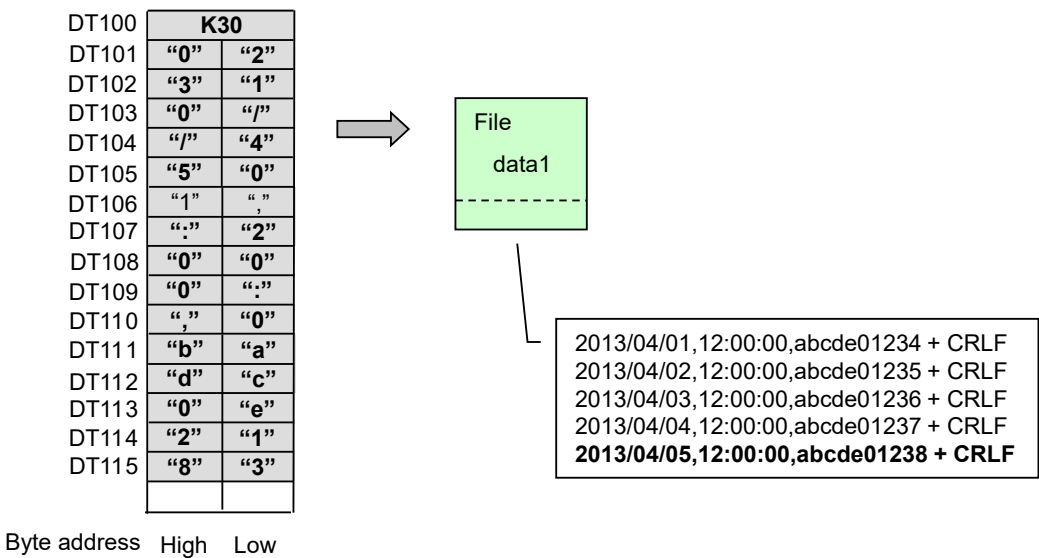 DT100 K30
DT101 “0” “2”
DT102 “3” “1”
DT103 “0” “/”
DT104 “/” “4”
DT105 “5” “0”
DT106 “1” “,”
DT107 “:” “2”
DT108 “0” “0”
DT109 “0” “:”
DT110 “,” “0”
DT111 “b” “a”
DT112 “d” “c”
DT113 “0” “e”
DT114 “2” “1”
DT115 “8” “3”
Byte address High Low
File
data1
2013/04/01,12:00:00,abcde01234 + CRLF
2013/04/02,12:00:00,abcde01235 + CRLF
2013/04/03,12:00:00,abcde01236 + CRLF
2013/04/04,12:00:00,abcde01237 + CRLF
2013/04/05,12:00:00,abcde01238 + CRLF